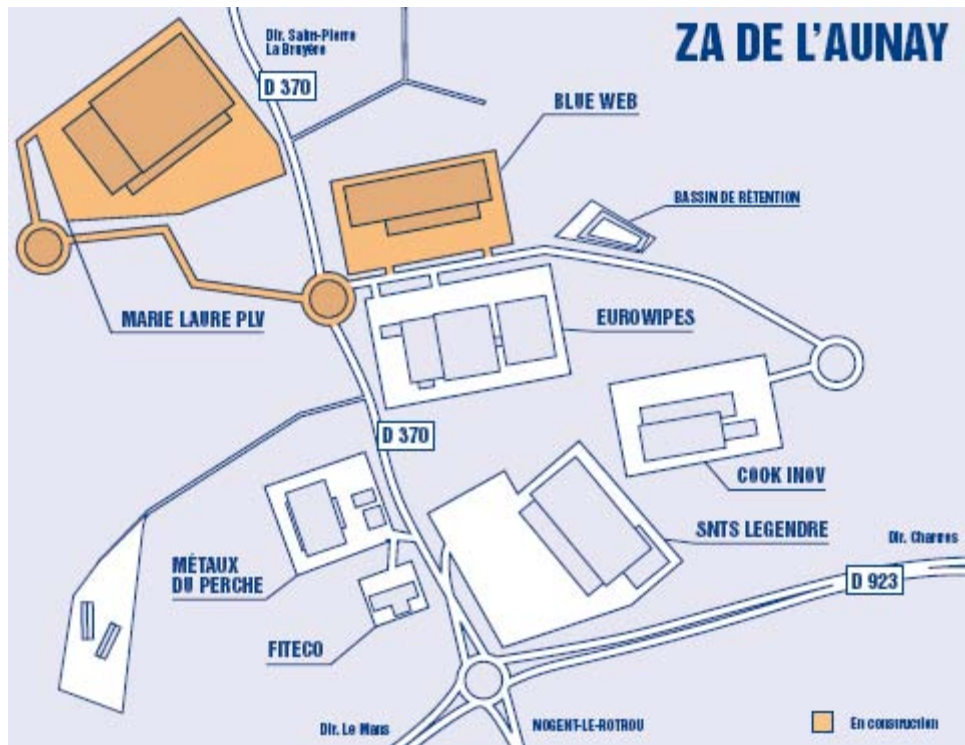 ZA DE L'AUNAY
Dir. Saint-Pierre
La Bruyère
D 370
BLUE WEB
BASSIN DE RÉTENTION
MARIE LAURE PLV
EUROWIPES
D 370
COOK INOV
SNTS LEGENDRE
Dir. Charres
MÉTAUX
DU PERCHE
D 923
FITECO
Dir. Le Mans
NOGENT-LE-ROTROU
En construction